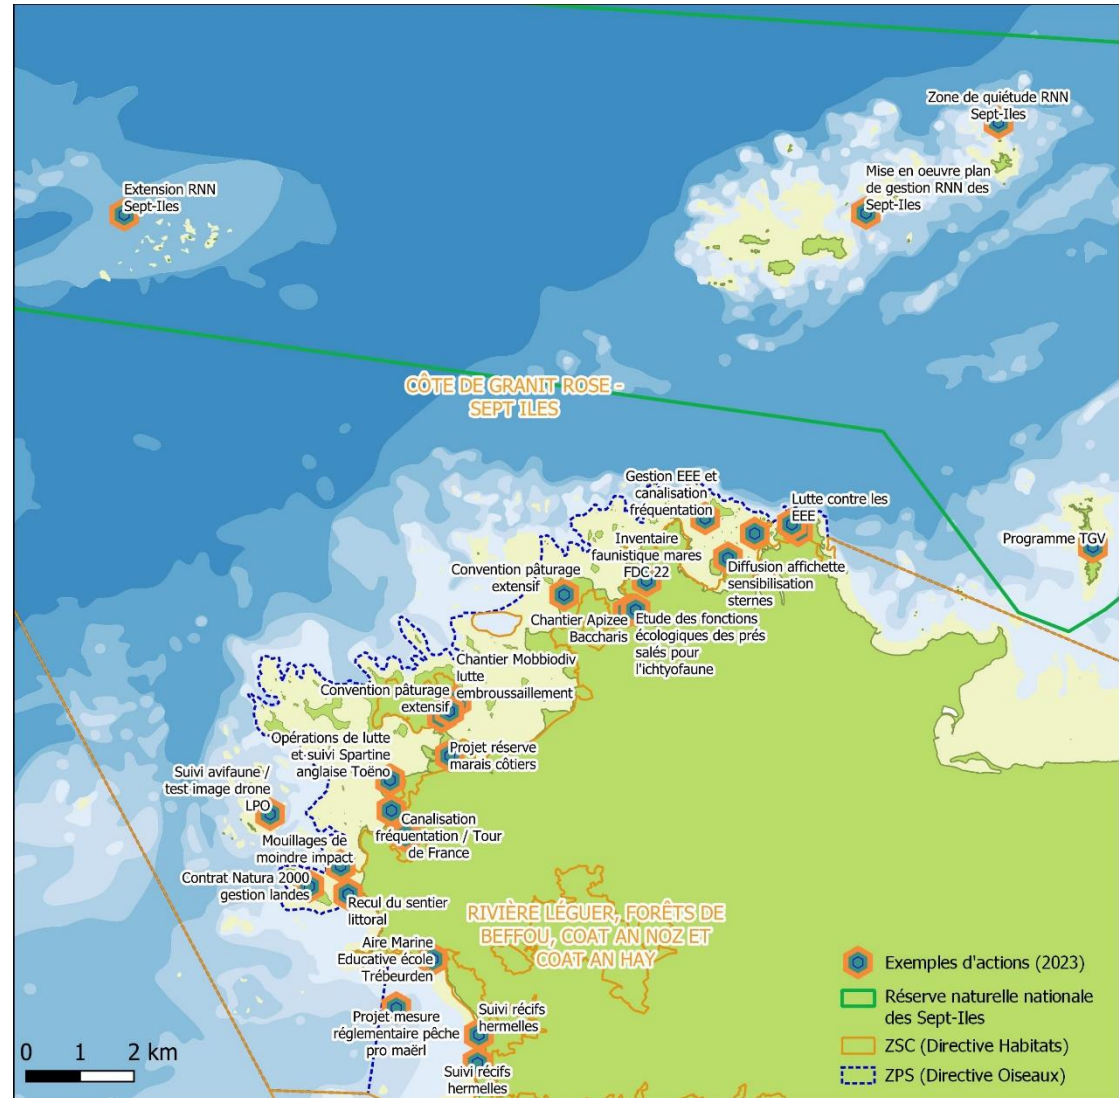 Zone de quiétude RNN
Sept-Iles
Mise en oeuvre plan
de gestion RNN des
Sept-Iles
Extension RNN
Sept-Iles
CÔTE DE GRANIT ROSE -
SEPT ILES
Gestion EEE et
canalisation
fréquentation
Lutte contre les
EEE
Programme TGV
Inventaire
faunistique mares
FDC 22
Diffusion affichette
sensibilisation
sternes
Convention pâturage
extensif
Chantier Apizee
Baccharis
Etude des fonctions
écologiques des prés
salés pour
l'ichtyofaune
Chantier Mobbiodiv
lutte
embroussaillement
Convention pâturage
extensif
Opérations de lutte
et suivi Spartine
anglaise Toëno
Projet réserve
marais côtiers
Suivi avifaune /
test image drone
LPO
Canalisation
fréquentation / Tour
de France
Mouillages de
moindre impact
Contrat Natura 2000
gestion landes
Recul du sentier
littoral
RIVIÈRE LÉGUER, FORÊTS DE
BEFFOU, COAT AN NOZ ET
COAT AN HAY
Aire Marine
Educative école
Trébeurden
Projet mesure
réglementaire pêche
pro maërl
Suivi récifs
hermelles
Suivi récifs
hermelles
0 1 2 km
Exemples d'actions (2023)
Réserve naturelle nationale
des Sept-Iles
ZSC (Directive Habitats)
ZPS (Directive Oiseaux)